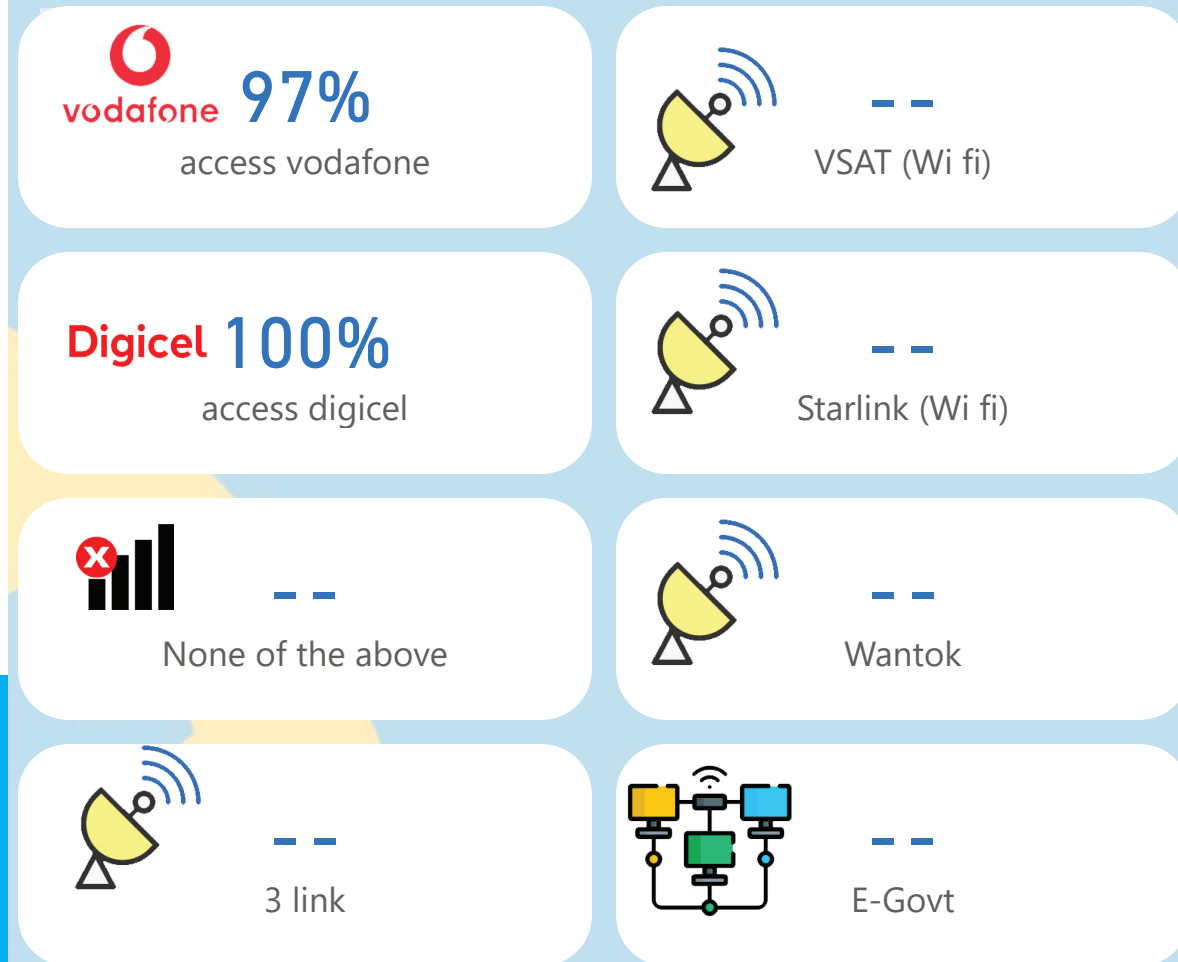 vodafone 97%
access vodafone
-- 
VSAT (Wi fi)
Digicel 100%
access digicel
--
Starlink (Wi fi)
X
--
None of the above
--
Wantok
--
3 link
--
E-Govt